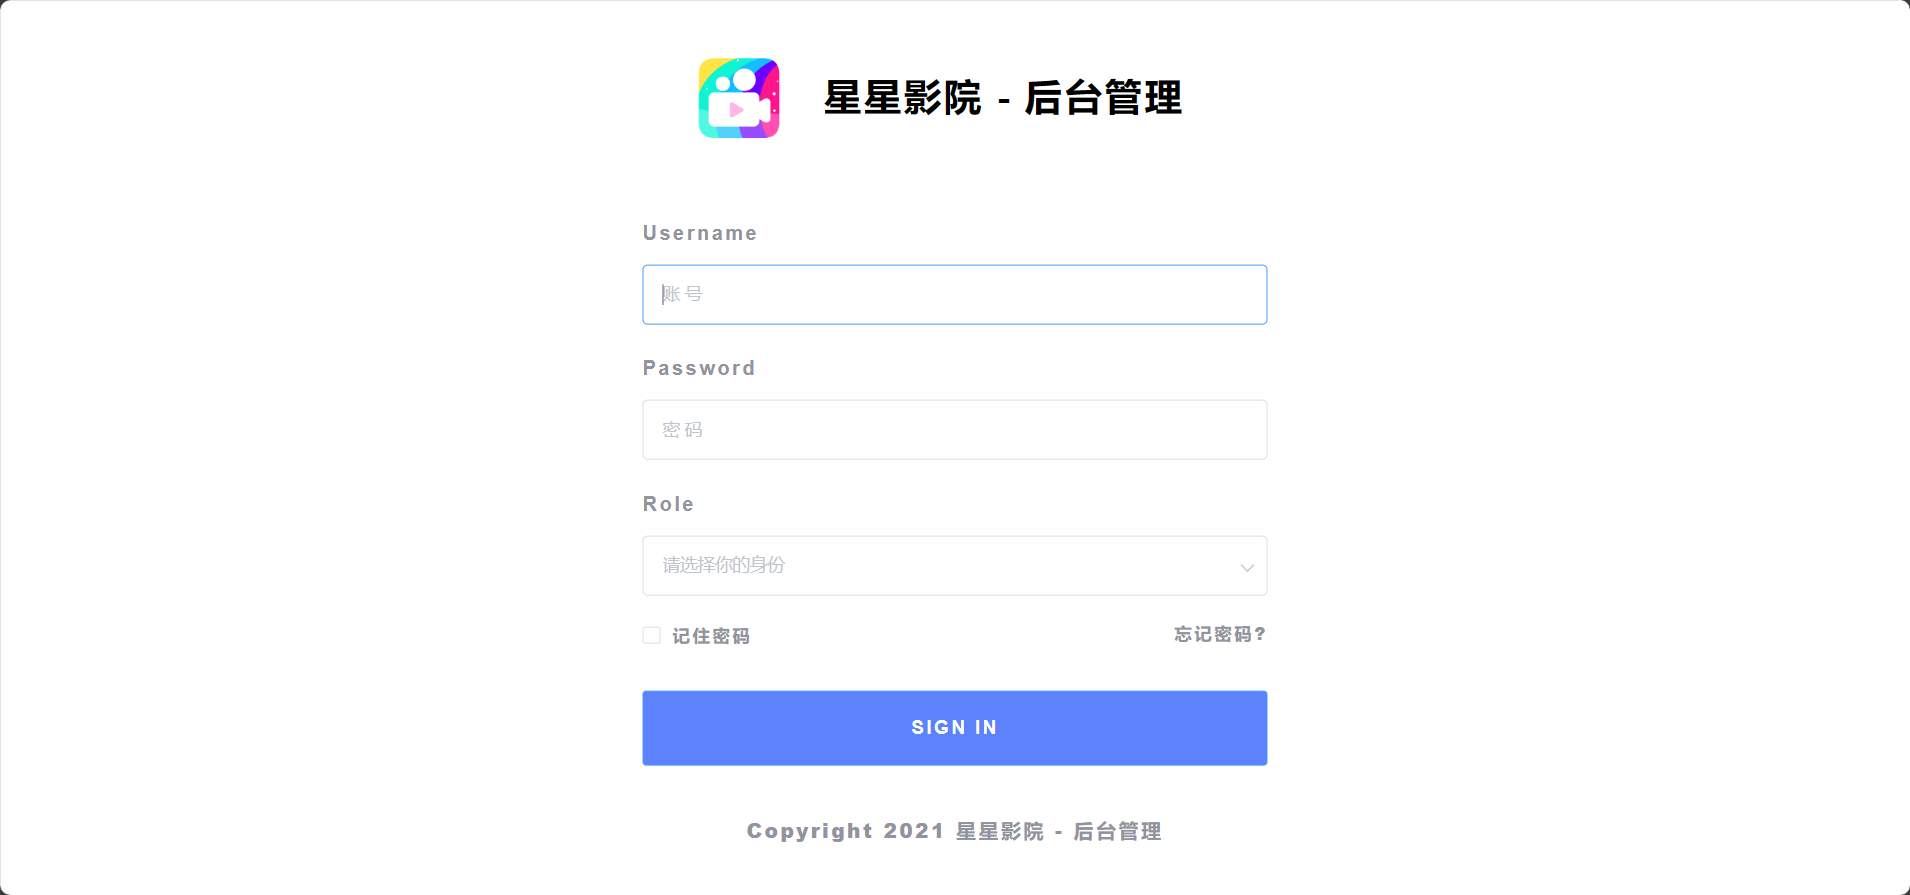 星星影院 - 后台管理
Username
账号
Password
密码
Role
请选择你的身份
记住密码 忘记密码?
SIGN IN
Copyright 2021 星星影院 - 后台管理